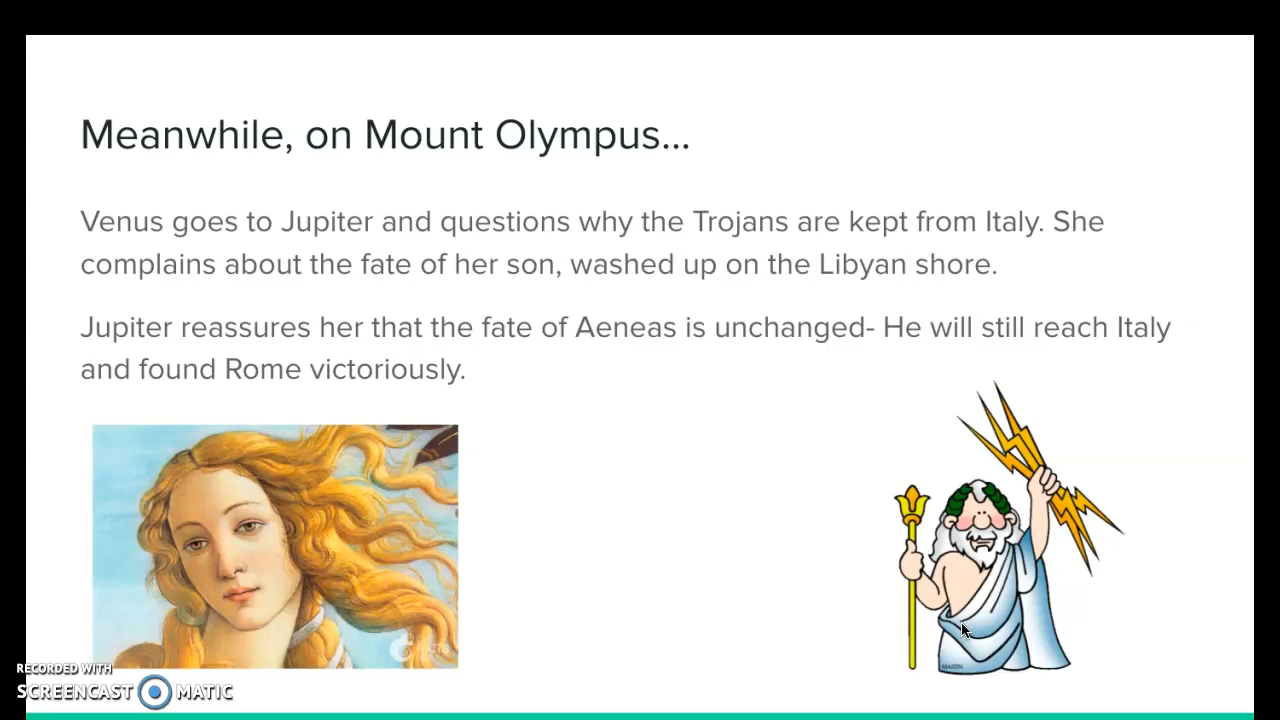 Meanwhile, on Mount Olympus...
Venus goes to Jupiter and questions why the Trojans are kept from Italy. She
complains about the fate of her son, washed up on the Libyan shore.
Jupiter reassures her that the fate of Aeneas is unchanged- He will still reach Italy
and found Rome victoriously.
MARTIN
RECORDED WITH
SCREENCAST MATIC